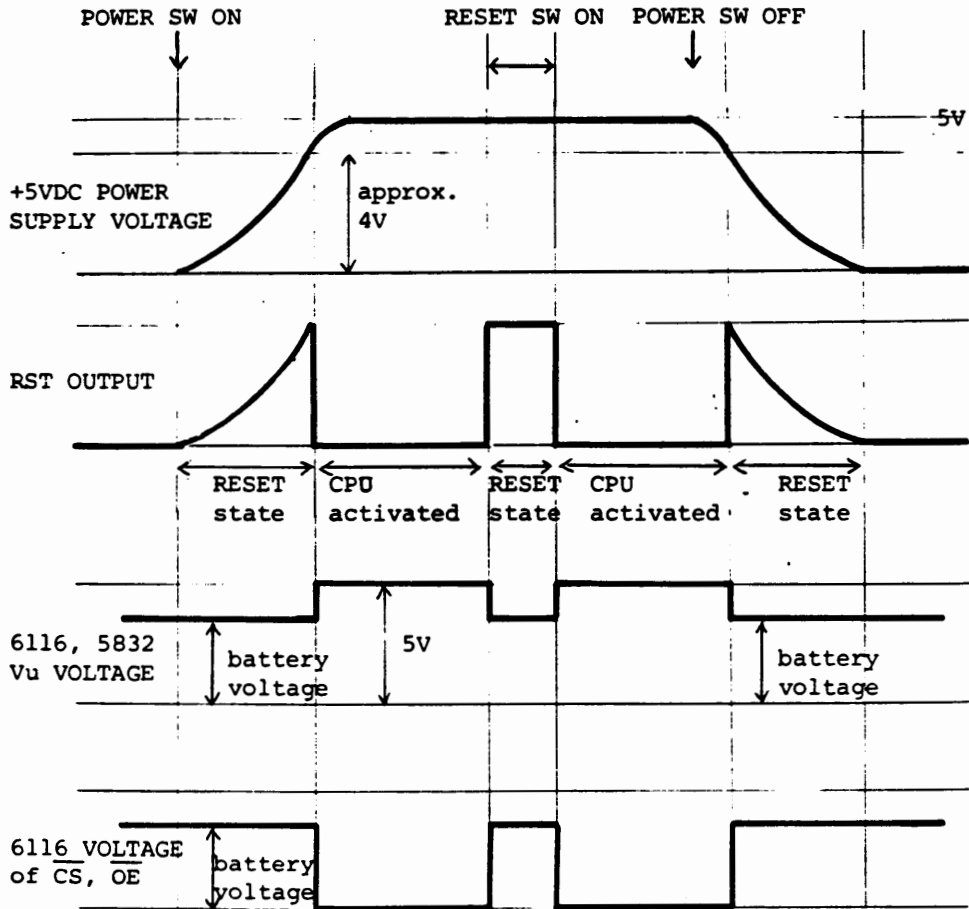 POWER SW ON
RESET SW ON
POWER SW OFF
5V
+5VDC POWER
SUPPLY VOLTAGE
approx.
4V
RST OUTPUT
RESET
state
CPU
activated
RESET
state
CPU
activated
RESET
state
6116, 5832
Vu VOLTAGE
battery
voltage
5V
battery
voltage
6116 VOLTAGE
of C̅S̅, O̅E̅
battery
voltage